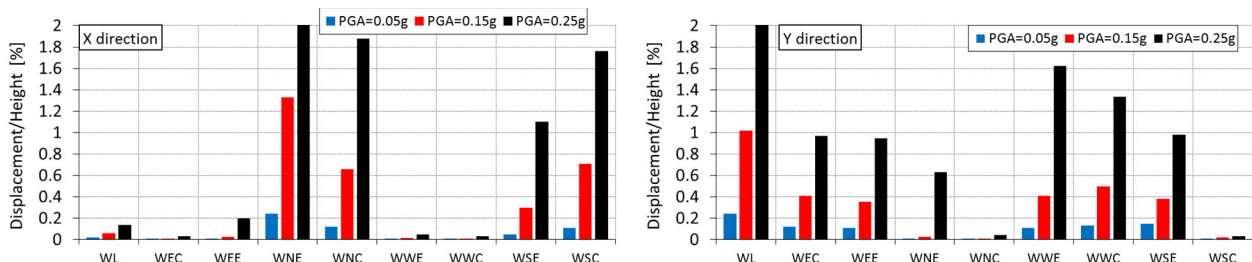 X direction
PGA=0.05g PGA=0.15g PGA=0.25g
Displacement/Height [%]
2
1.8
1.6
1.4
1.2
1
0.8
0.6
0.4
0.2
0
WL WEC WEE WNE WNC WWE WWC WSE WSC
Y direction
PGA=0.05g PGA=0.15g PGA=0.25g
Displacement/Height [%]
2
1.8
1.6
1.4
1.2
1
0.8
0.6
0.4
0.2
0
WL WEC WEE WNE WNC WWE WWC WSE WSC